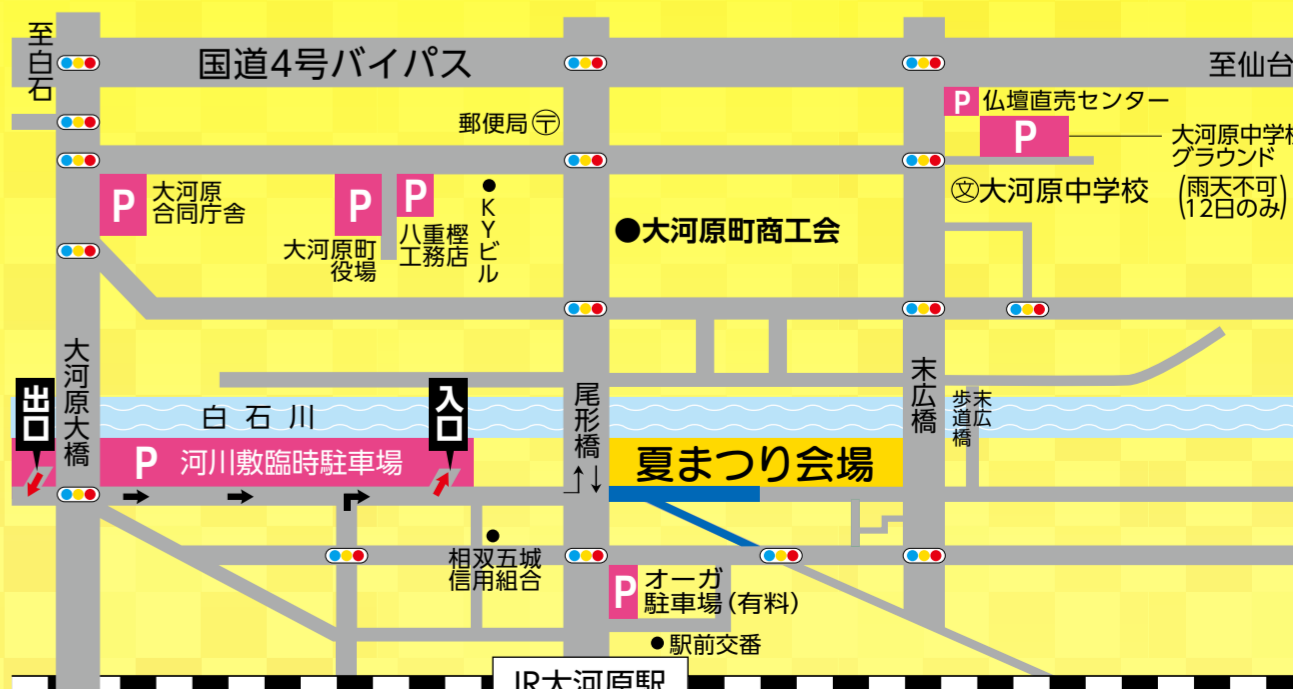 至白石
国道4号バイパス
至仙台
郵便局
〒
P
仏壇直売センター
P
大河原中学校
グラウンド
(雨天不可)
(12日のみ)
文
大河原中学校
P
大河原
合同庁舎
P
大河原町
役場
P
八重樫
工務店
KYビル
大河原町商工会
大河原大橋
出口
白石川
入口
尾形橋
末広橋
末広
歩道橋
P 河川敷臨時駐車場
夏まつり会場
相双五城
信用組合
P
オーガ
駐車場(有料)
駅前交番
JR大河原駅